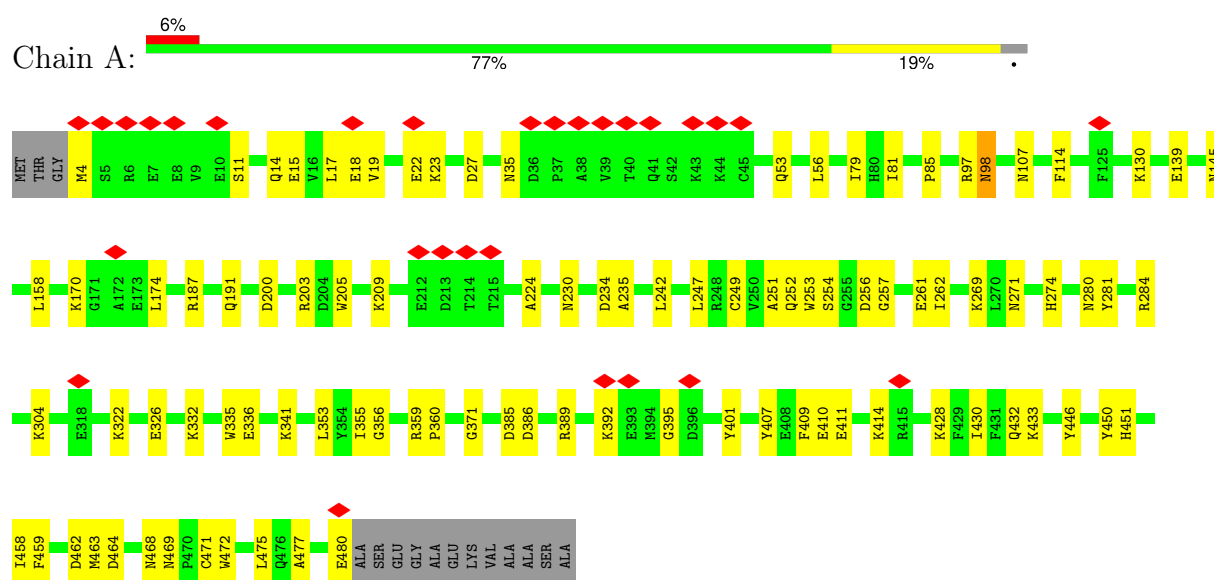 6%
Chain A:
77% 19% •
MET THR GLY M4 S5 R6 E7 E8 V9 E10 S11 Q14 E15 V16 L17 E18 V19 E22 K23 D27 N35 D36 P37 A38 V39 T40 Q41 S42 K43 K44 C45 Q53 L56 I79 H80 I81 P85 R97 N98 N107 F114 F125 K130 E139 N145
L158 K170 G171 A172 E173 L174 R187 Q191 D200 R203 D204 W205 K209 E212 D213 T214 T215 A224 N230 D234 A235 L242 L247 R248 C249 V250 A251 Q252 W253 S254 G255 D256 G257 E261 I262 K269 L270 N271 H274 N280 Y281 R284
K304 E318 K322 E326 K332 W335 E336 K341 L353 Y354 I355 G356 R359 P360 G371 D385 D386 R389 K392 E393 M394 G395 D396 Y401 Y407 E408 F409 E410 E411 K414 R415 K428 F429 I430 F431 Q432 K433 Y446 Y450 H451
I458 F459 D462 M463 D464 N468 N469 P470 C471 W472 L475 Q476 A477 E480 ALA SER GLU GLY ALA GLU LYS VAL ALA ALA SER ALA